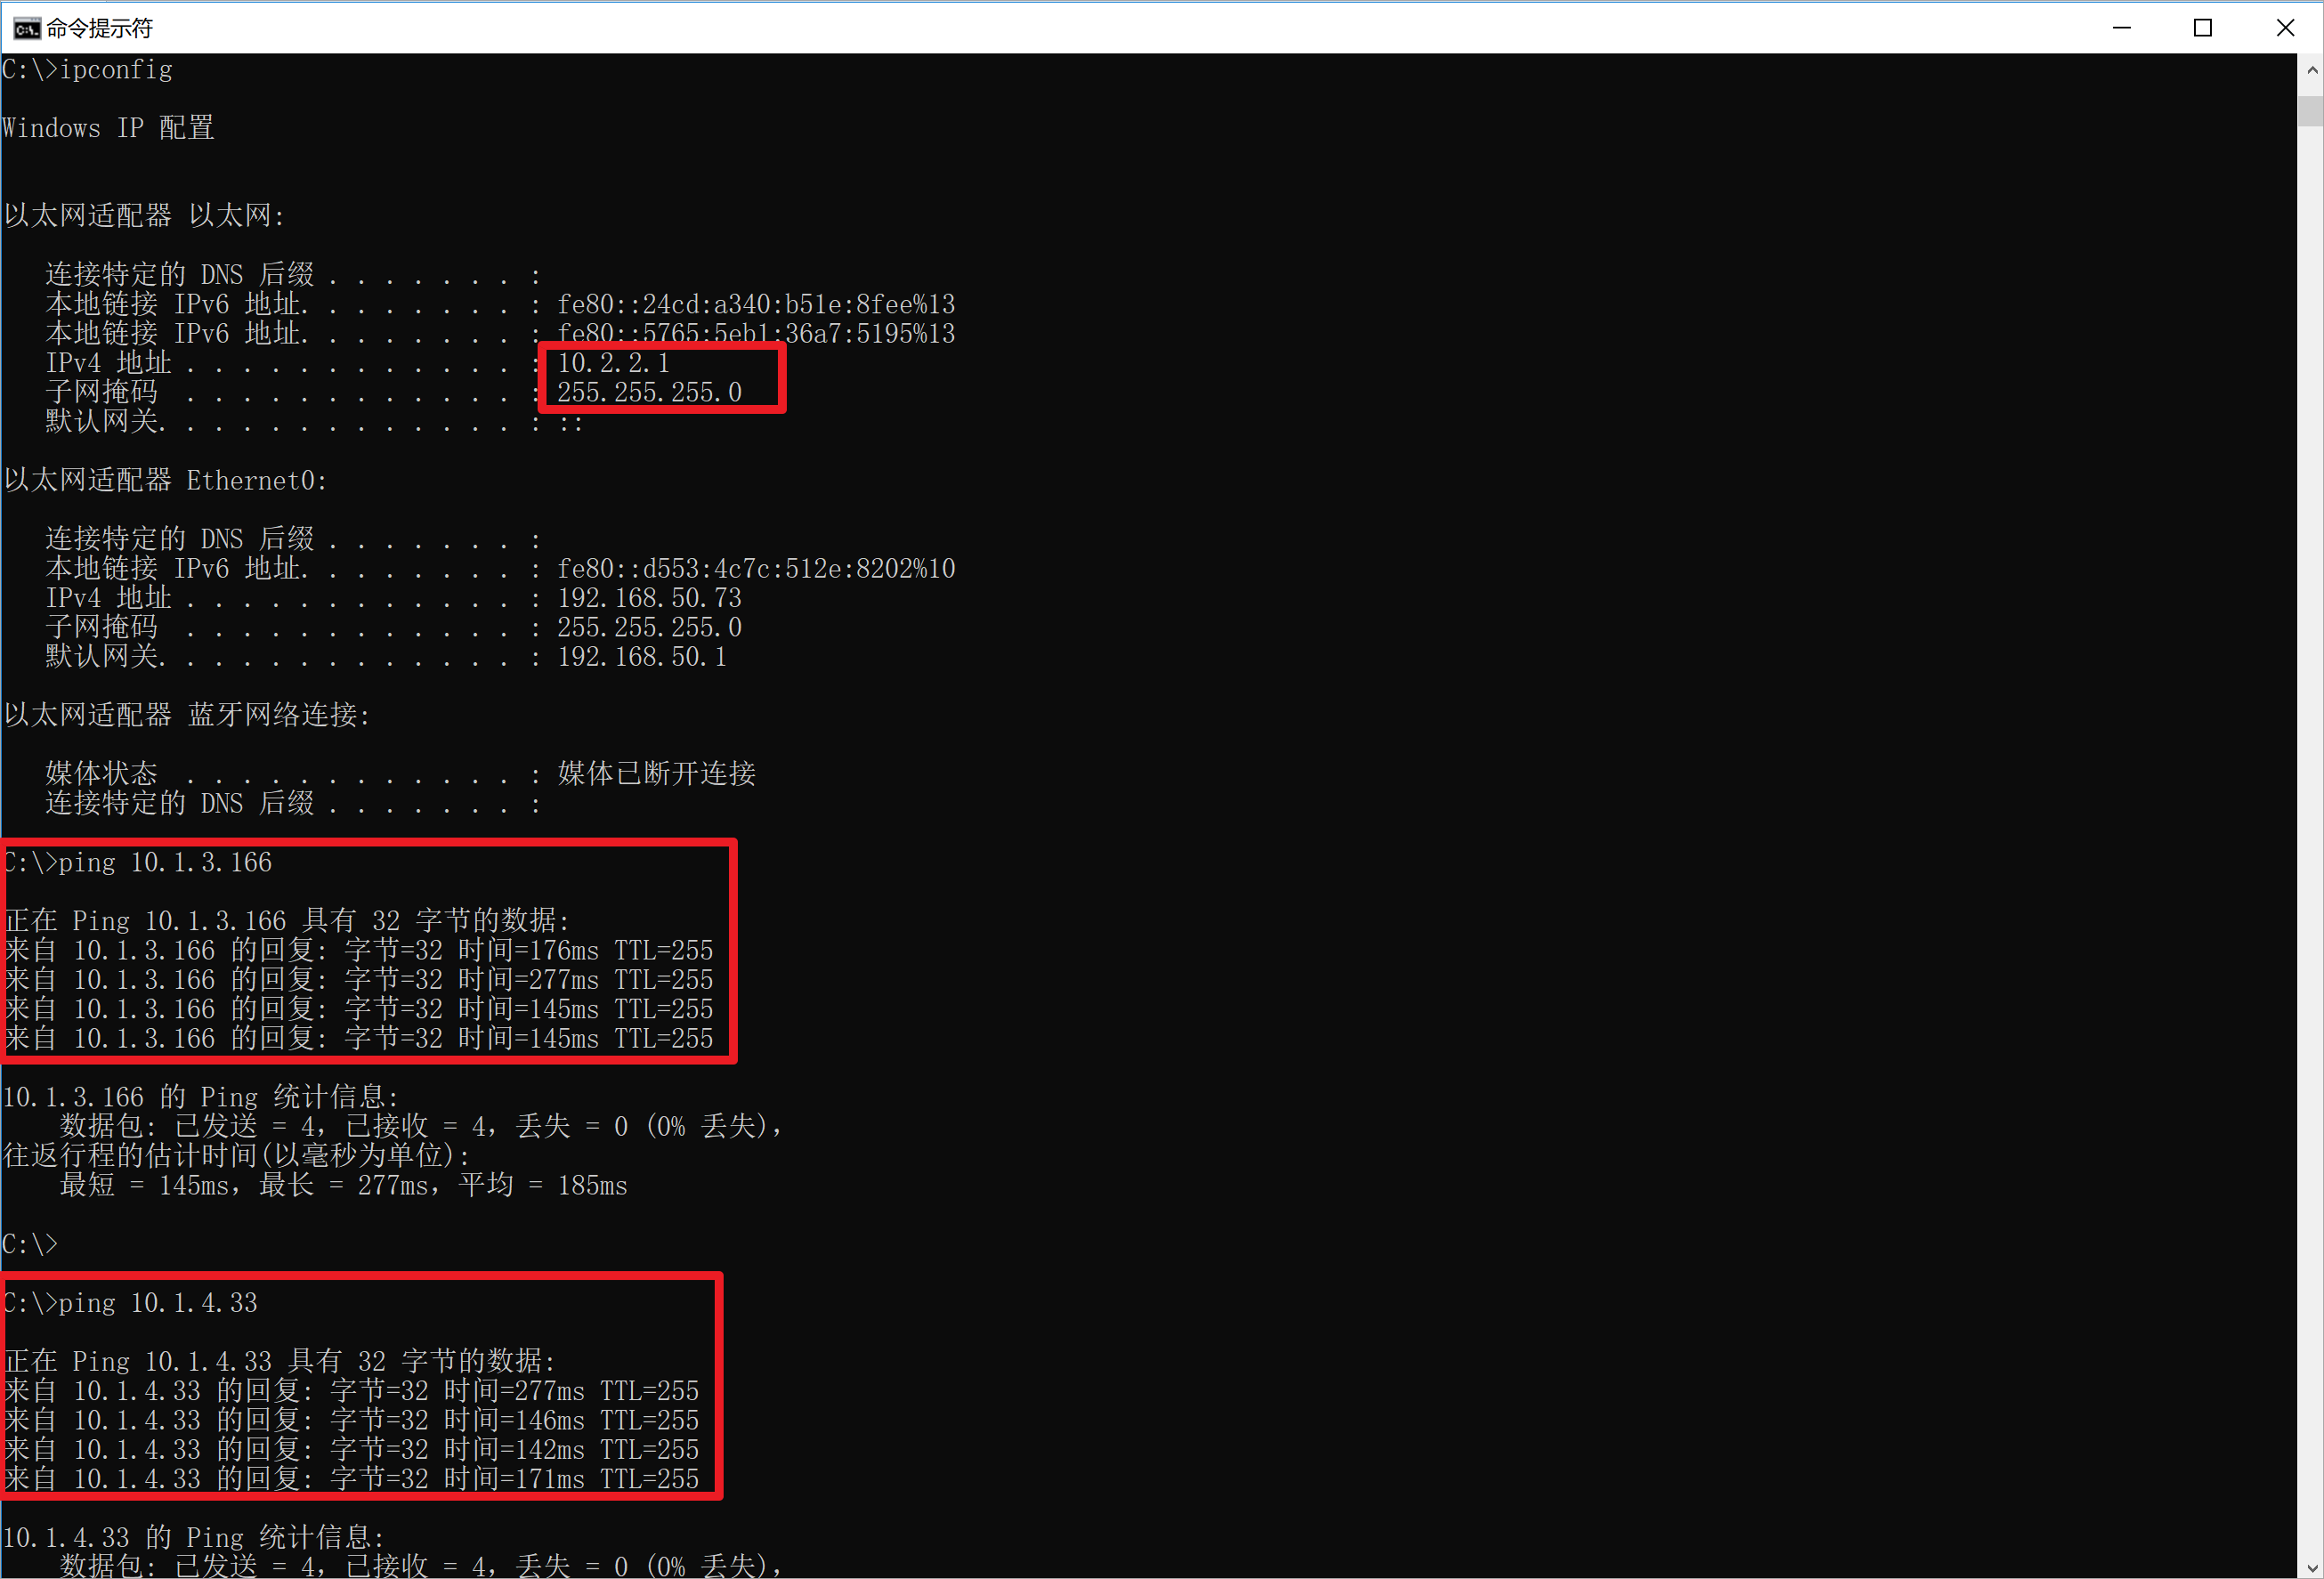 命令提示符
C:\>ipconfig
Windows IP 配置
以太网适配器 以太网:
连接特定的 DNS 后缀 . . . . . . . :
本地链接 IPv6 地址. . . . . . . . : fe80::24cd:a340:b51e:8fee%13
本地链接 IPv6 地址. . . . . . . . : fe80::5765:5eb1:36a7:5195%13
IPv4 地址 . . . . . . . . . . . . : 10.2.2.1
子网掩码  . . . . . . . . . . . . : 255.255.255.0
默认网关. . . . . . . . . . . . . : ::
以太网适配器 Ethernet0:
连接特定的 DNS 后缀 . . . . . . . :
本地链接 IPv6 地址. . . . . . . . : fe80::d553:4c7c:512e:8202%10
IPv4 地址 . . . . . . . . . . . . : 192.168.50.73
子网掩码  . . . . . . . . . . . . : 255.255.255.0
默认网关. . . . . . . . . . . . . : 192.168.50.1
以太网适配器 蓝牙网络连接:
媒体状态  . . . . . . . . . . . . : 媒体已断开连接
连接特定的 DNS 后缀 . . . . . . . :
C:\>ping 10.1.3.166
正在 Ping 10.1.3.166 具有 32 字节的数据:
来自 10.1.3.166 的回复: 字节=32 时间=176ms TTL=255
来自 10.1.3.166 的回复: 字节=32 时间=277ms TTL=255
来自 10.1.3.166 的回复: 字节=32 时间=145ms TTL=255
来自 10.1.3.166 的回复: 字节=32 时间=145ms TTL=255
10.1.3.166 的 Ping 统计信息:
数据包: 已发送 = 4，已接收 = 4，丢失 = 0 (0% 丢失)，
往返行程的估计时间(以毫秒为单位):
最短 = 145ms，最长 = 277ms，平均 = 185ms
C:\>
C:\>ping 10.1.4.33
正在 Ping 10.1.4.33 具有 32 字节的数据:
来自 10.1.4.33 的回复: 字节=32 时间=277ms TTL=255
来自 10.1.4.33 的回复: 字节=32 时间=146ms TTL=255
来自 10.1.4.33 的回复: 字节=32 时间=142ms TTL=255
来自 10.1.4.33 的回复: 字节=32 时间=171ms TTL=255
10.1.4.33 的 Ping 统计信息:
数据包: 已发送 = 4，已接收 = 4，丢失 = 0 (0% 丢失)，